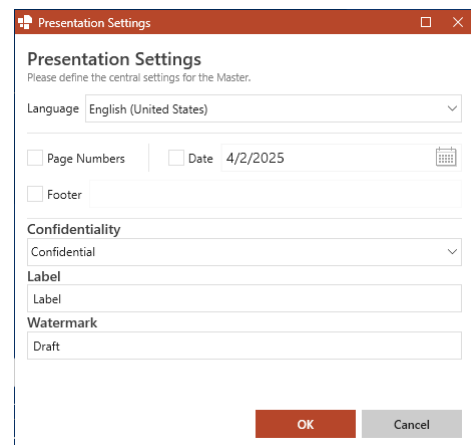 Presentation Settings
Presentation Settings
Please define the central settings for the Master.
Language English (United States)
Page Numbers Date 4/2/2025
Footer
Confidentiality
Confidential
Label
Label
Watermark
Draft
OK Cancel